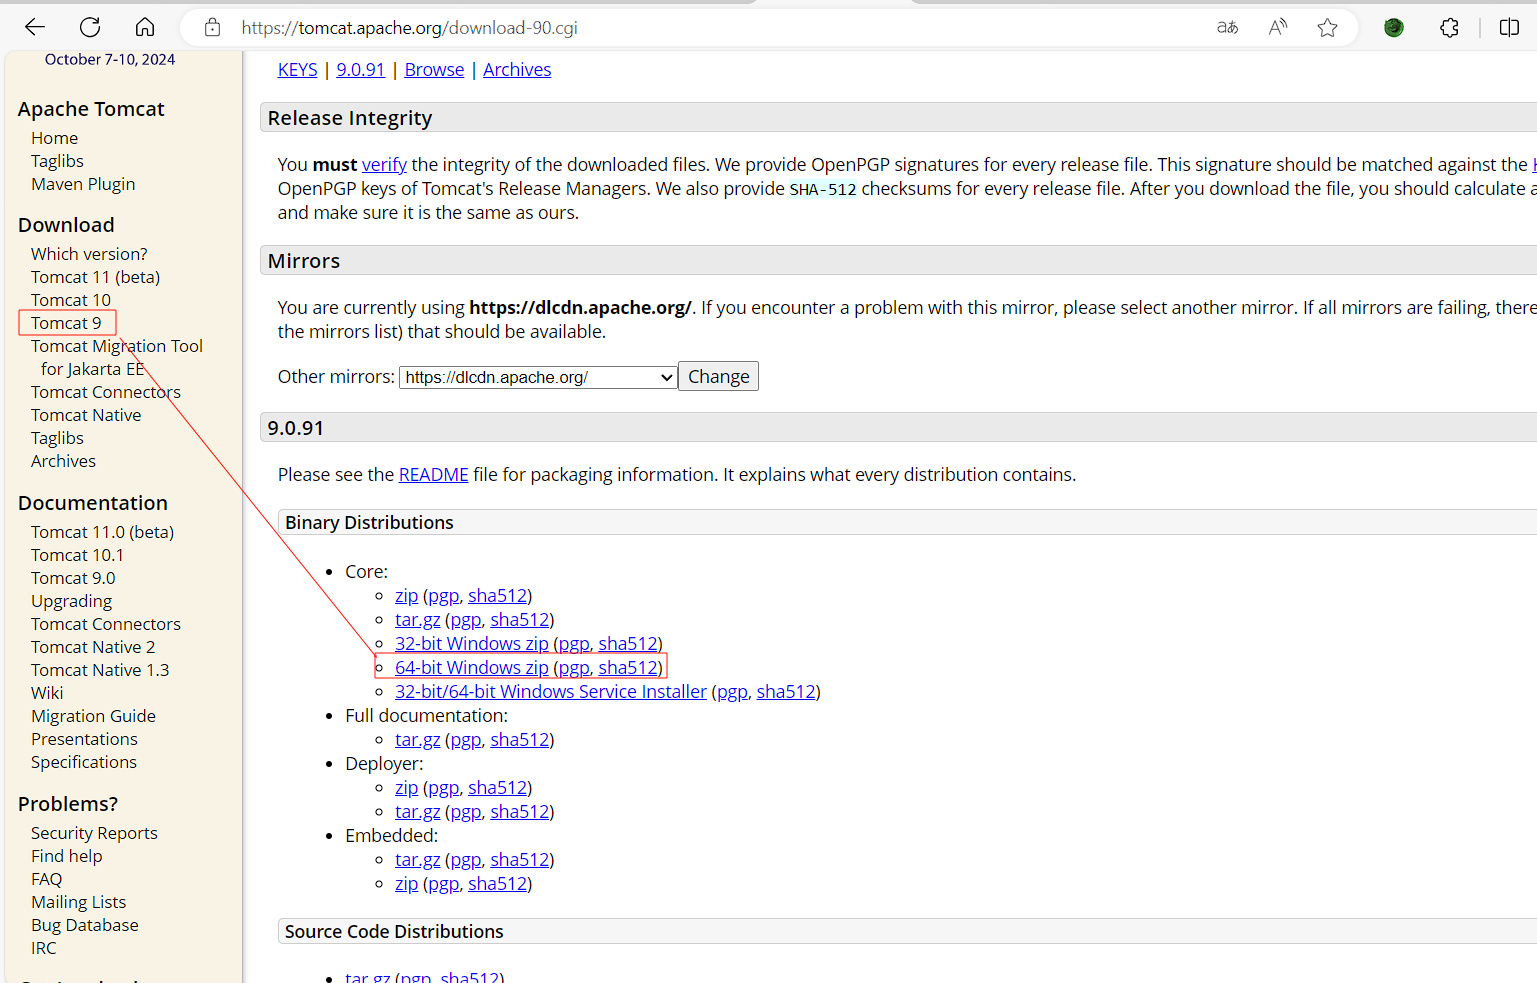 https://tomcat.apache.org/download-90.cgi
October 7-10, 2024
Apache Tomcat
Home
Taglibs
Maven Plugin
Download
Which version?
Tomcat 11 (beta)
Tomcat 10
Tomcat 9
Tomcat Migration Tool
for Jakarta EE
Tomcat Connectors
Tomcat Native
Taglibs
Archives
Documentation
Tomcat 11.0 (beta)
Tomcat 10.1
Tomcat 9.0
Upgrading
Tomcat Connectors
Tomcat Native 2
Tomcat Native 1.3
Wiki
Migration Guide
Presentations
Specifications
Problems?
Security Reports
Find help
FAQ
Mailing Lists
Bug Database
IRC
KEYS | 9.0.91 | Browse | Archives
Release Integrity
You must verify the integrity of the downloaded files. We provide OpenPGP signatures for every release file. This signature should be matched against the
OpenPGP keys of Tomcat's Release Managers. We also provide SHA-512 checksums for every release file. After you download the file, you should calculate a
and make sure it is the same as ours.
Mirrors
You are currently using https://dlcdn.apache.org/. If you encounter a problem with this mirror, please select another mirror. If all mirrors are failing, there
the mirrors list) that should be available.
Other mirrors: https://dlcdn.apache.org/ Change
9.0.91
Please see the README file for packaging information. It explains what every distribution contains.
Binary Distributions
• Core:
◦ zip (pgp, sha512)
◦ tar.gz (pgp, sha512)
◦ 32-bit Windows zip (pgp, sha512)
◦ 64-bit Windows zip (pgp, sha512)
◦ 32-bit/64-bit Windows Service Installer (pgp, sha512)
• Full documentation:
◦ tar.gz (pgp, sha512)
• Deployer:
◦ zip (pgp, sha512)
◦ tar.gz (pgp, sha512)
• Embedded:
◦ tar.gz (pgp, sha512)
◦ zip (pgp, sha512)
Source Code Distributions
• tar.gz (pgp, sha512)